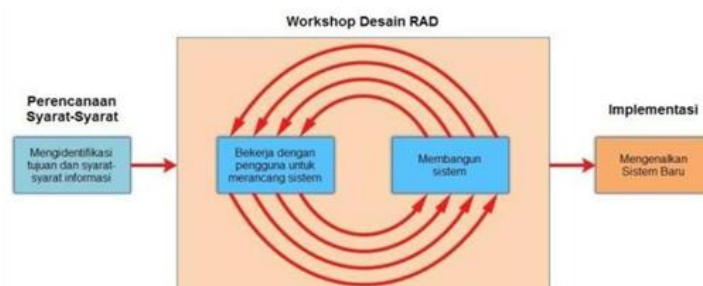 Workshop Desain RAD
Perencanaan
Syarat-Syarat
Mengidentifikasi
tujuan dan syarat-
syarat informasi
Bekerja dengan
pengguna untuk
merancang sistem
Membangun
sistem
Implementasi
Mengenalkan
Sistem Baru